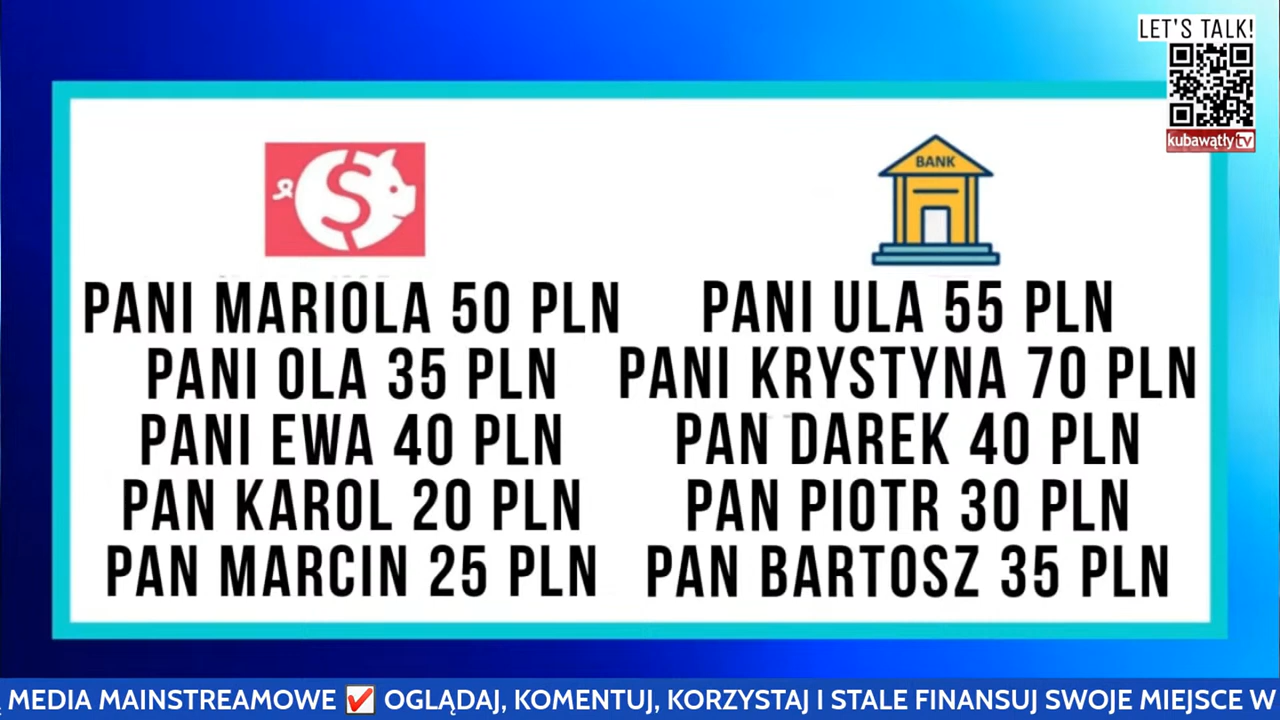 LET'S TALK!
kubawątły tv
BANK
PANI MARIOLA 50 PLN
PANI OLA 35 PLN
PANI EWA 40 PLN
PAN KAROL 20 PLN
PAN MARCIN 25 PLN
PANI ULA 55 PLN
PANI KRYSTYNA 70 PLN
PAN DAREK 40 PLN
PAN PIOTR 30 PLN
PAN BARTOSZ 35 PLN
MEDIA MAINSTREAMOWE ✅ OGLĄDAJ, KOMENTUJ, KORZYSTAJ I STALE FINANSUJ SWOJE MIEJSCE W